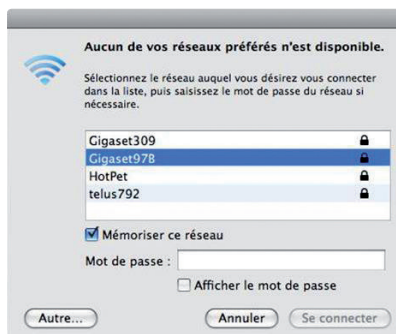 Aucun de vos réseaux préférés n'est disponible.
Sélectionnez le réseau auquel vous désirez vous connecter
dans la liste, puis saisissez le mot de passe du réseau si
nécessaire.
Gigaset309
Gigaset97B
HotPet
telus792
Mémoriser ce réseau
Mot de passe :
Afficher le mot de passe
Autre... Annuler Se connecter